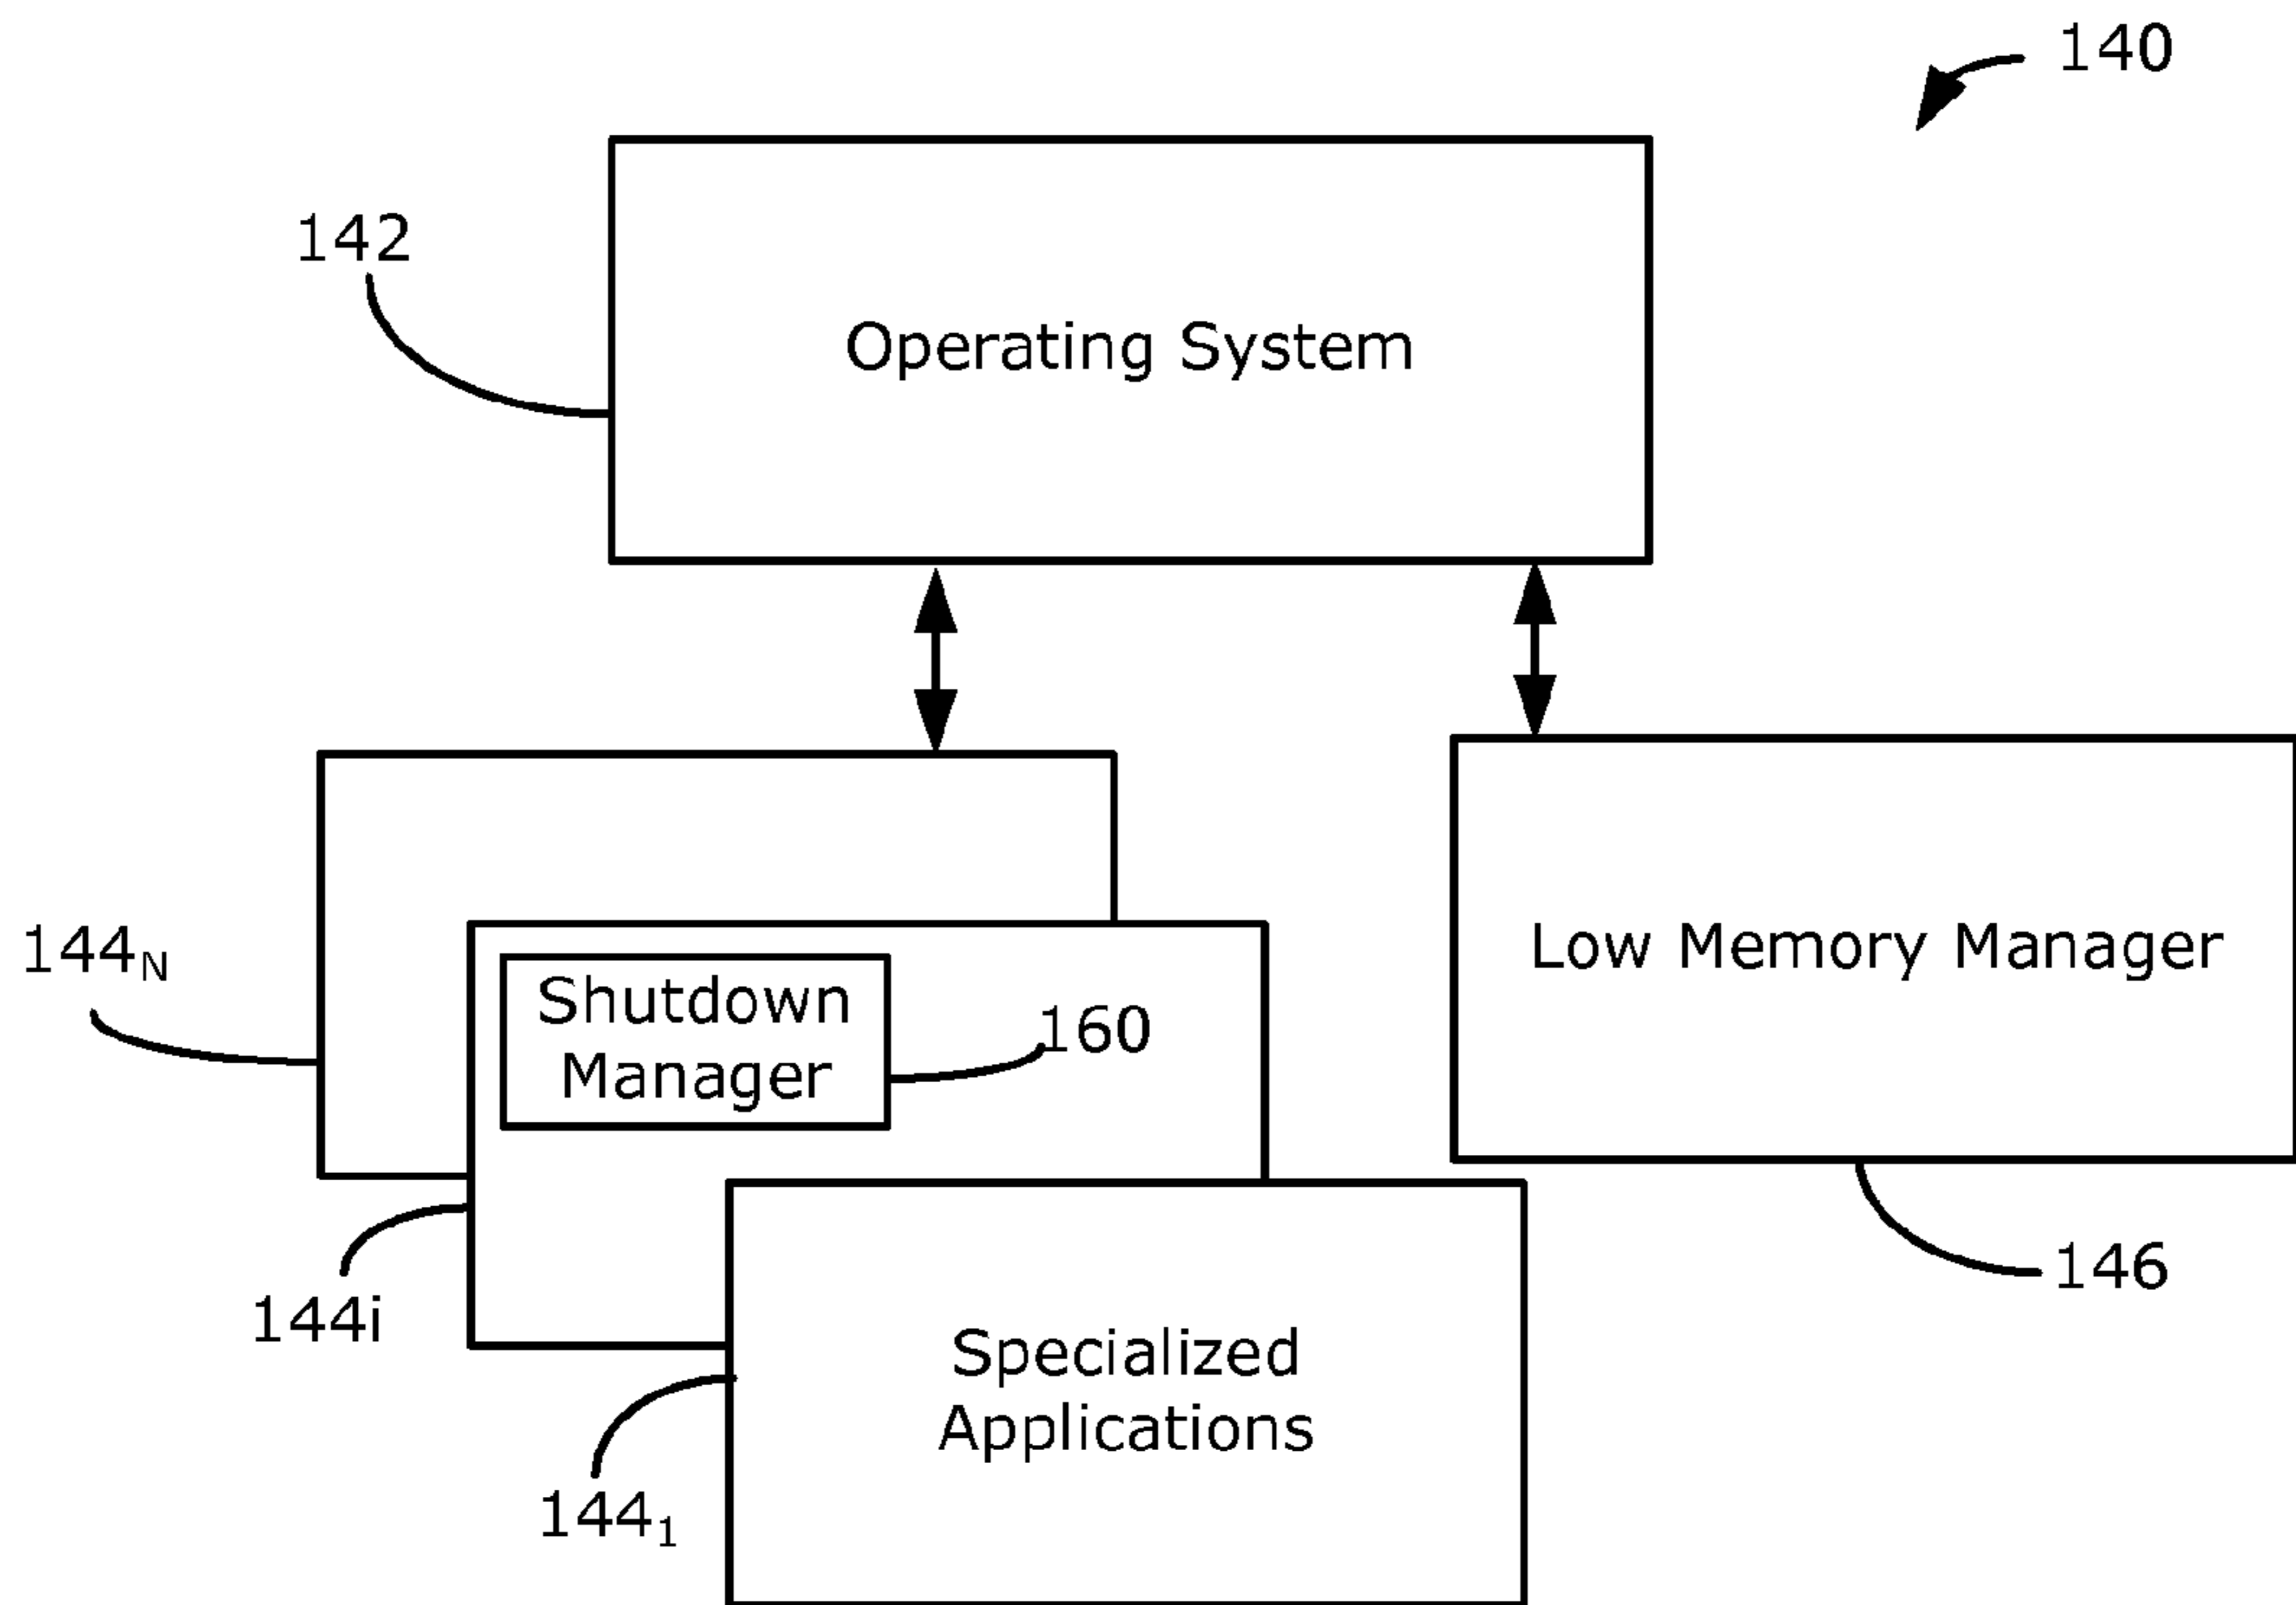 140
142
Operating System
144N
Shutdown
Manager
160
Low Memory Manager
144i
146
Specialized
Applications
1441